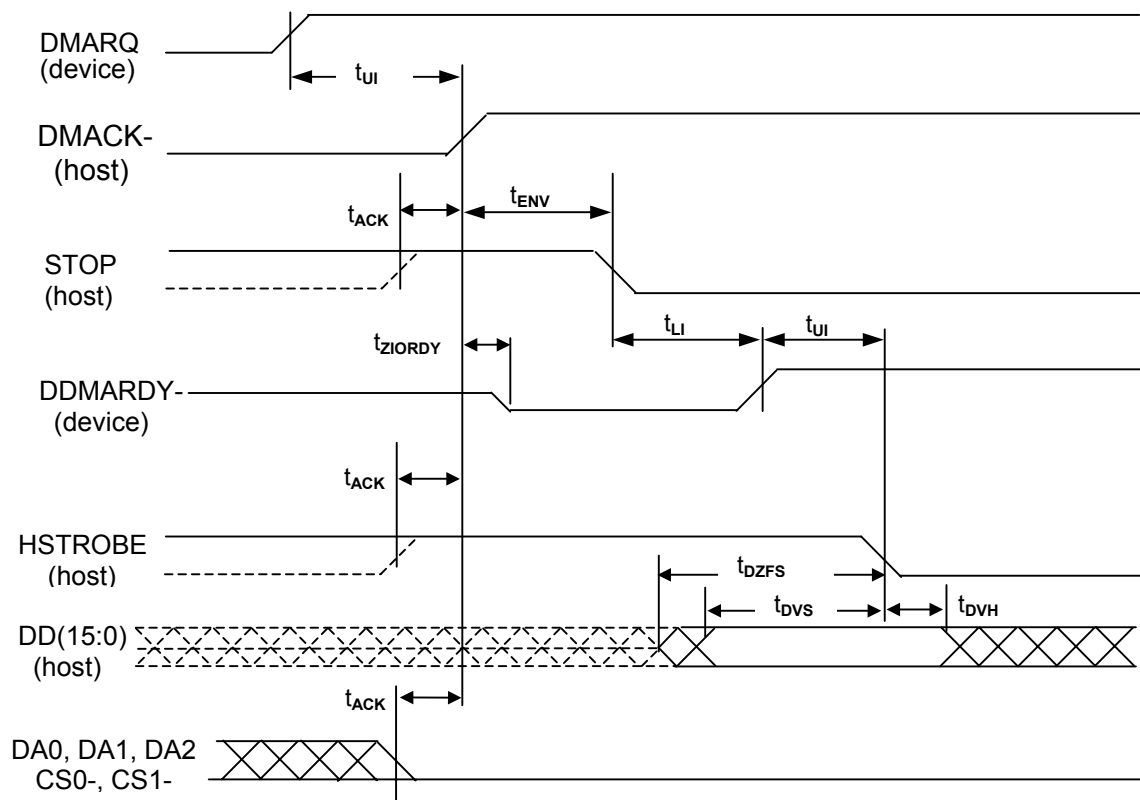 DMARQ
(device)
tUI
DMACK-
(host)
tACK
tENV
STOP
(host)
tZIORDY
tLI
tUI
DDMARDY-
(device)
tACK
HSTROBE
(host)
tDZFS
tDVS
tDVH
DD(15:0)
(host)
tACK
DA0, DA1, DA2
CS0-, CS1-